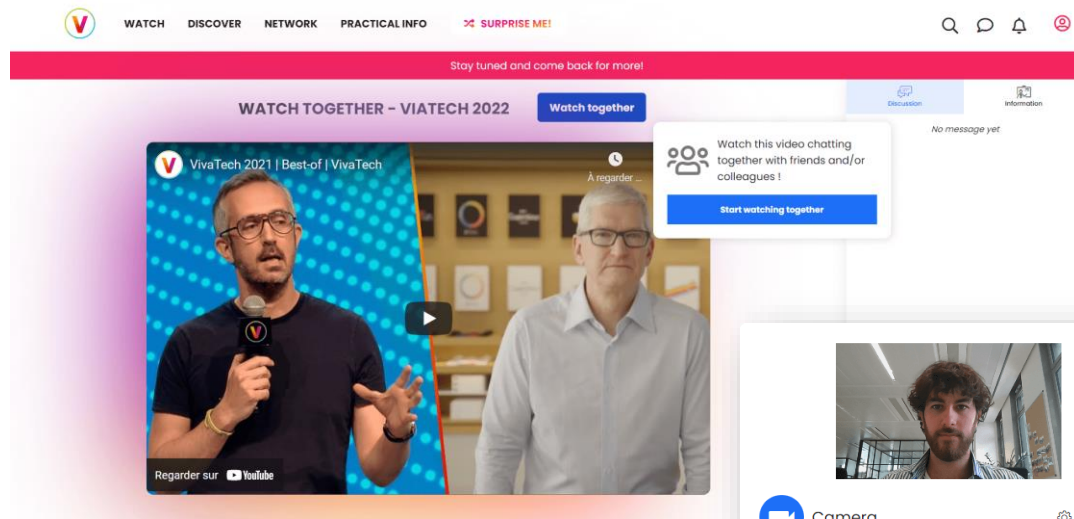 V
WATCH
DISCOVER
NETWORK
PRACTICAL INFO
SURPRISE ME!
Stay tuned and come back for more!
WATCH TOGETHER - VIATECH 2022
Watch together
Discussion
Information
No message yet
Watch this video chatting
together with friends and/or
colleagues !
Start watching together
V
VivaTech 2021 | Best-of | VivaTech
À regarder ...
V
Regarder sur YouTube
Camera